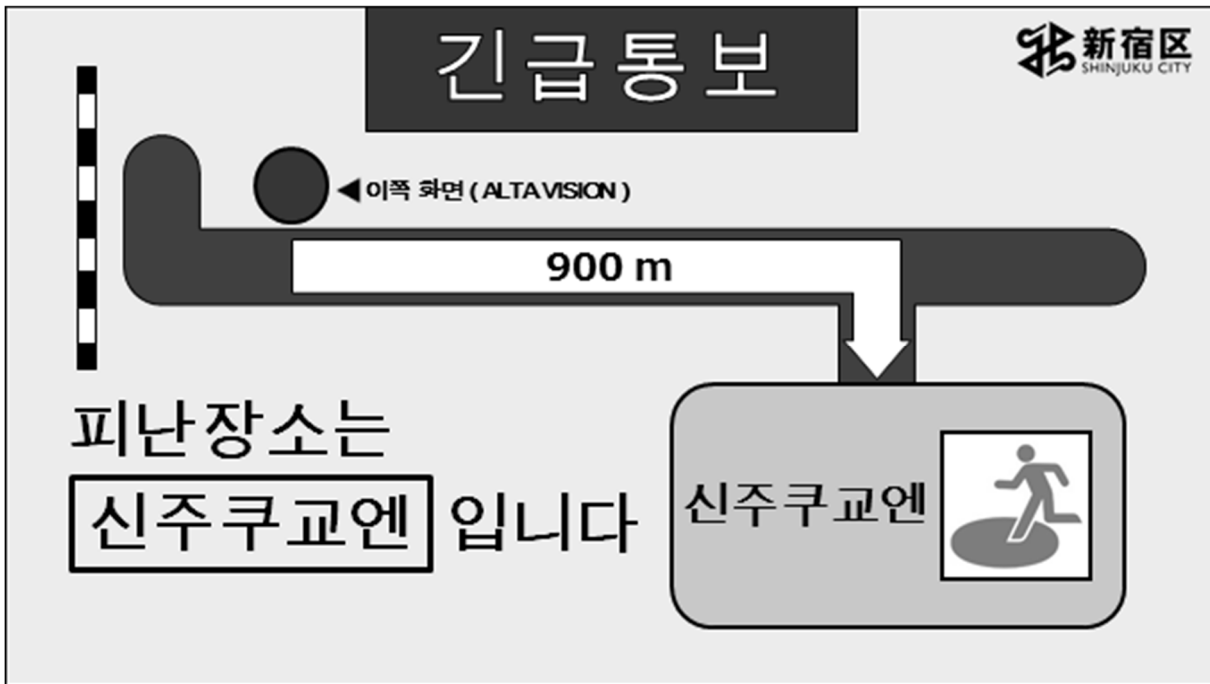 긴급통보
新宿区
SHINJUKU CITY
◀이쪽 화면 ( ALTA VISION )
900 m
피난장소는
신주쿠교엔 입니다
신주쿠교엔